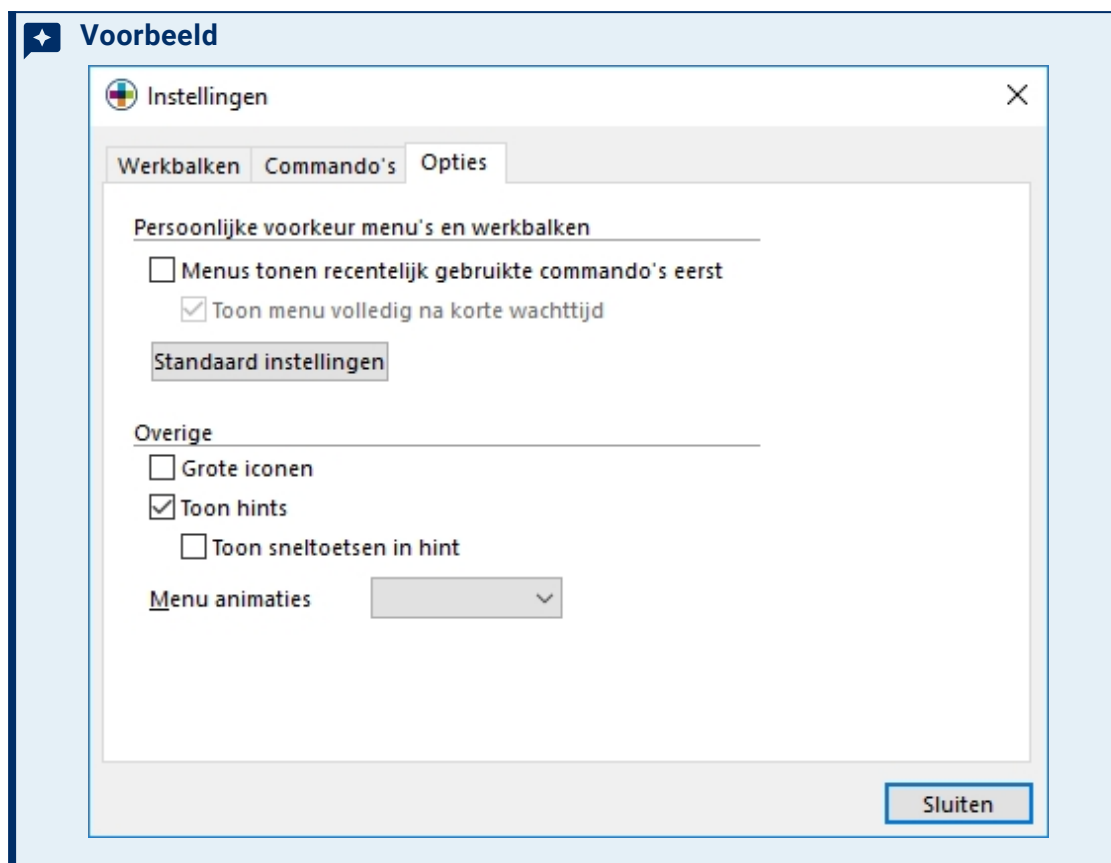 Voorbeeld
Instellingen
Werkbalken Commando's Opties
Persoonlijke voorkeur menu's en werkbalken
Menus tonen recentelijk gebruikte commando's eerst
Toon menu volledig na korte wachttijd
Standaard instellingen
Overige
Grote iconen
Toon hints
Toon sneltoetsen in hint
Menu animaties
Sluiten